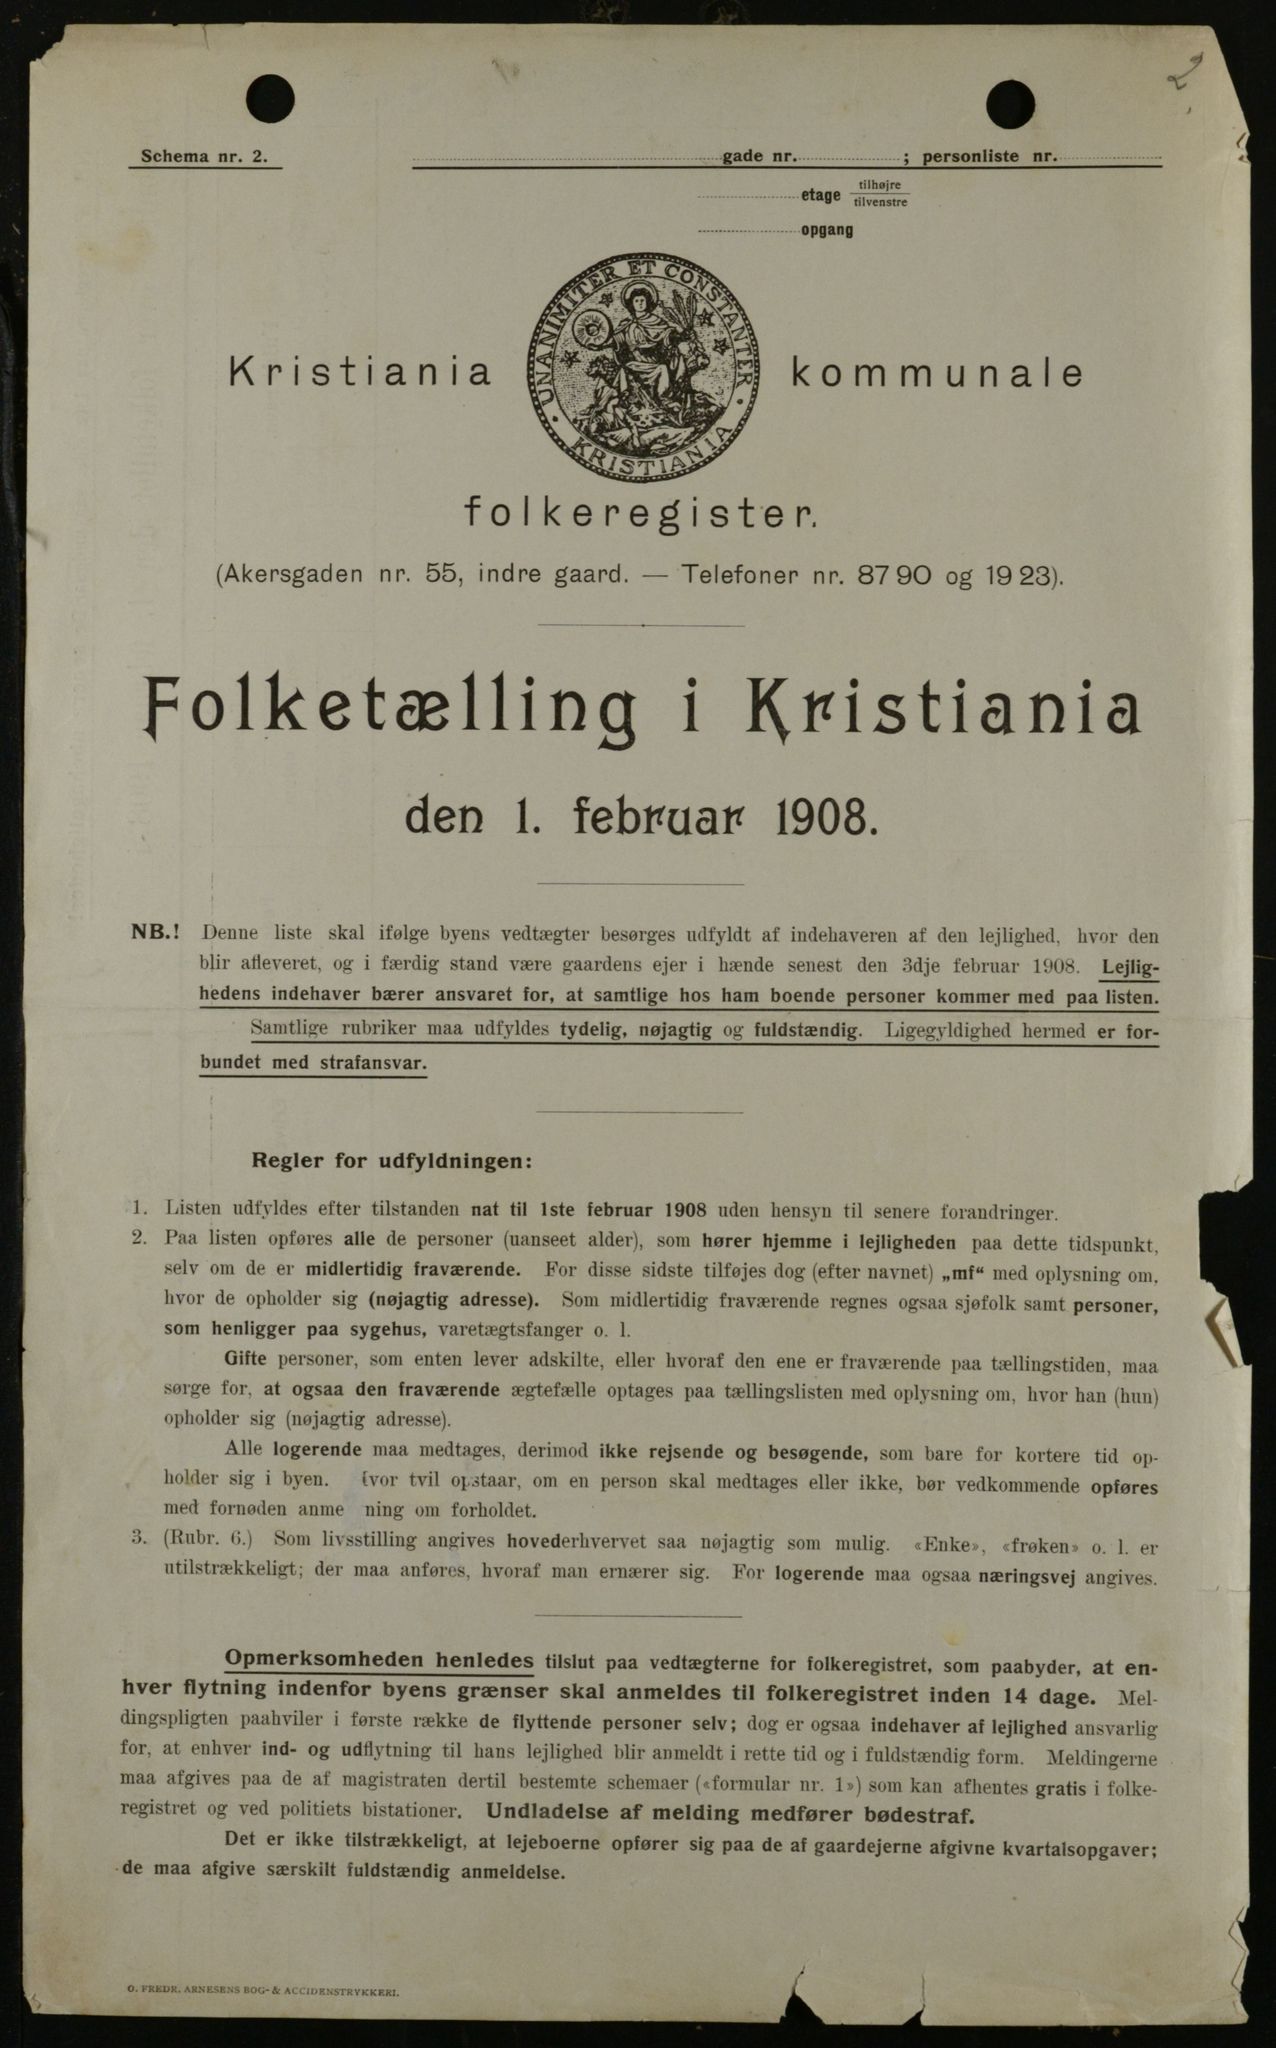 2
Schema nr. 2.
gade nr. ; personliste nr.
etage tilhøjre
tilvenstre
opgang
UNANIMITER ET CONSTANTER
KRISTIANIA
Kristiania kommunale
folkeregister.
(Akersgaden nr. 55, indre gaard. — Telefoner nr. 87 90 og 19 23).
Folketælling i Kristiania
den 1. februar 1908.
NB.! Denne liste skal ifølge byens vedtægter besørges udfyldt af indehaveren af den lejlighed, hvor den
blir afleveret, og i færdig stand være gaardens ejer i hænde senest den 3dje februar 1908. Lejlig-
hedens indehaver bærer ansvaret for, at samtlige hos ham boende personer kommer med paa listen.
Samtlige rubriker maa udfyldes tydelig, nøjagtig og fuldstændig. Ligegyldighed hermed er for-
bundet med strafansvar.
Regler for udfyldningen:
1. Listen udfyldes efter tilstanden nat til 1ste februar 1908 uden hensyn til senere forandringer.
2. Paa listen opføres alle de personer (uanseet alder), som hører hjemme i lejligheden paa dette tidspunkt,
selv om de er midlertidig fraværende. For disse sidste tilføjes dog (efter navnet) „mf“ med oplysning om,
hvor de opholder sig (nøjagtig adresse). Som midlertidig fraværende regnes ogsaa sjøfolk samt personer,
som henligger paa sygehus, varetægtsfanger o. l.
Gifte personer, som enten lever adskilte, eller hvoraf den ene er fraværende paa tællingstiden, maa
sørge for, at ogsaa den fraværende ægtefælle optages paa tællingslisten med oplysning om, hvor han (hun)
opholder sig (nøjagtig adresse).
Alle logerende maa medtages, derimod ikke rejsende og besøgende, som bare for kortere tid op-
holder sig i byen. vor tvil opstaar, om en person skal medtages eller ikke, bør vedkommende opføres
med fornøden anme ning om forholdet.
3. (Rubr. 6.) Som livsstilling angives hovederhvervet saa nøjagtig som mulig. «Enke», «frøken» o. l. er
utilstrækkeligt; der maa anføres, hvoraf man ernærer sig. For logerende maa ogsaa næringsvej angives.
Opmerksomheden henledes tilslut paa vedtægterne for folkeregistret, som paabyder, at en-
hver flytning indenfor byens grænser skal anmeldes til folkeregistret inden 14 dage. Mel-
dingspligten paahviler i første række de flyttende personer selv; dog er ogsaa indehaver af lejlighed ansvarlig
for, at enhver ind- og udflytning til hans lejlighed blir anmeldt i rette tid og i fuldstændig form. Meldingerne
maa afgives paa de af magistraten dertil bestemte schemaer («formular nr. 1») som kan afhentes gratis i folke-
registret og ved politiets bistationer. Undladelse af melding medfører bødestraf.
Det er ikke tilstrækkeligt, at lejeboerne opfører sig paa de af gaardejerne afgivne kvartalsopgaver;
de maa afgive særskilt fuldstændig anmeldelse.
O. FREDR. ARNESENS BOG- & ACCIDENSTRYKKERI.